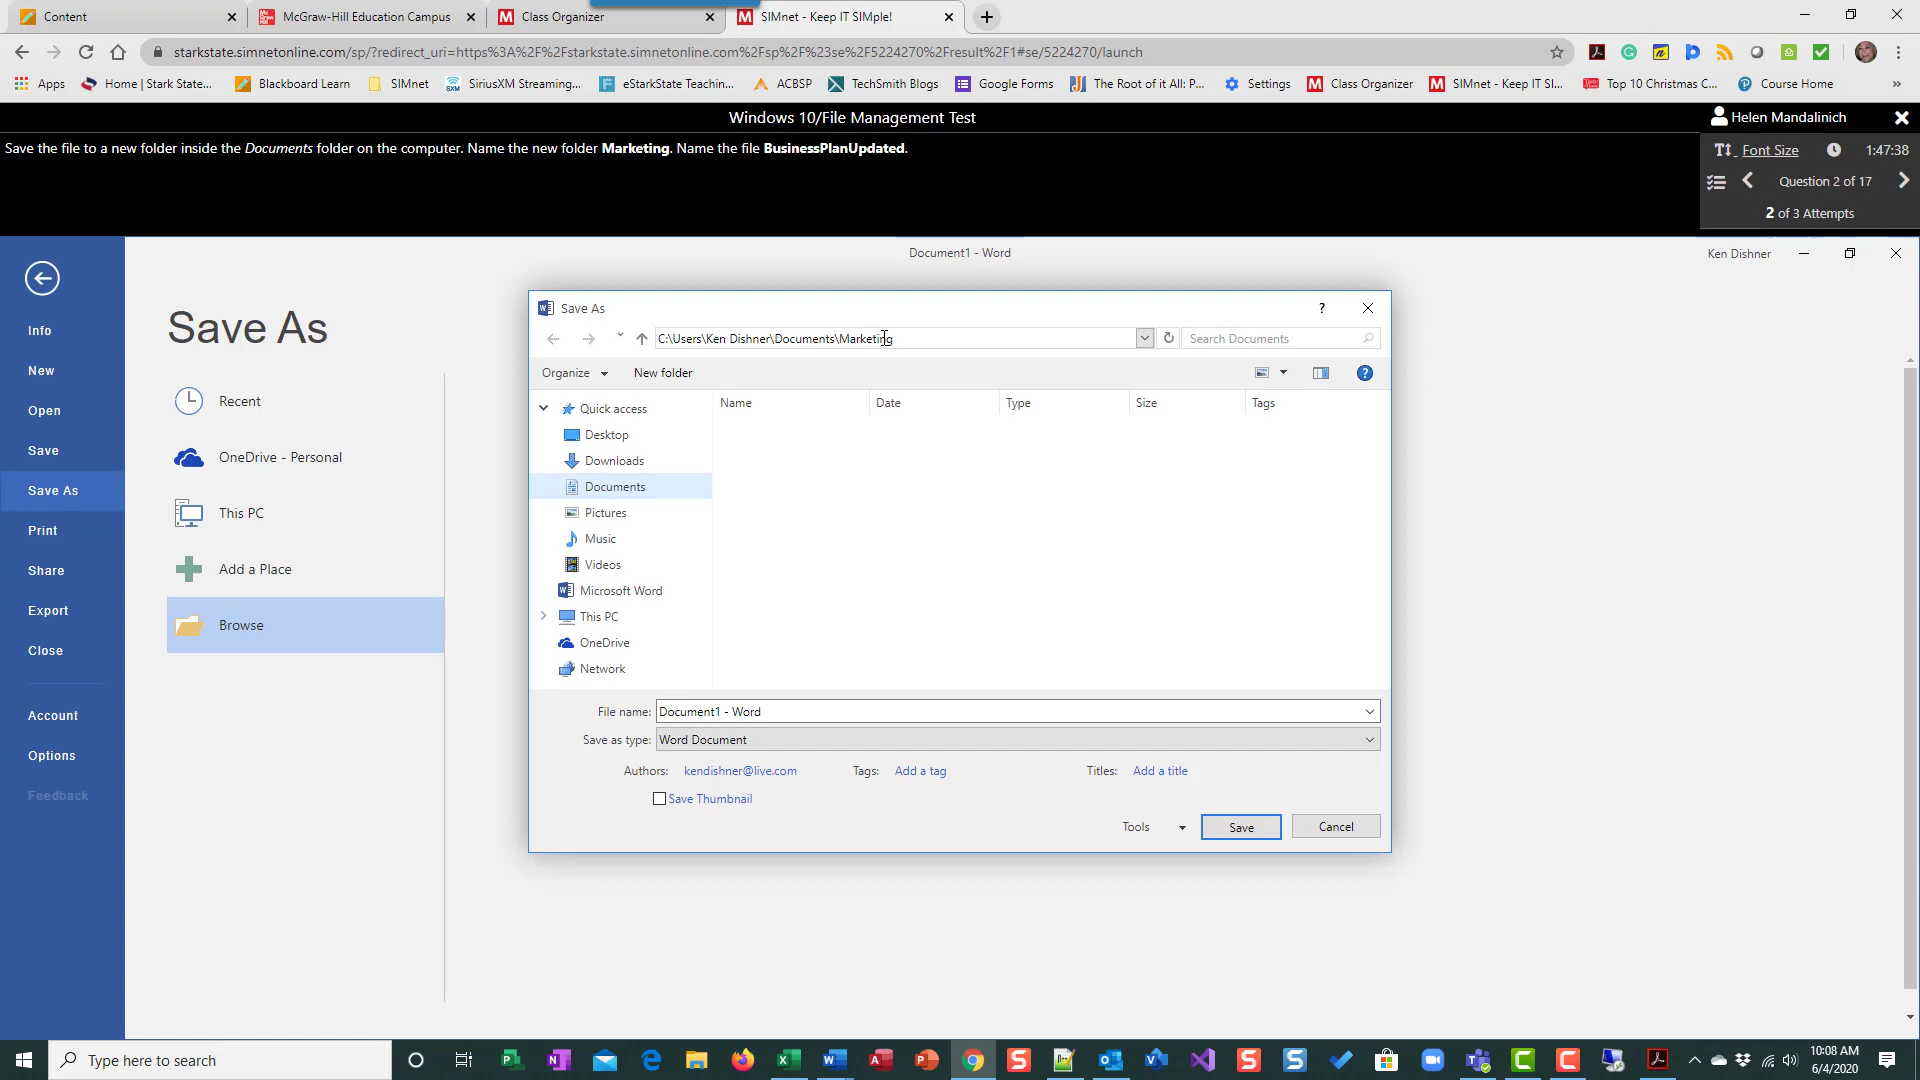 Content
McGraw-Hill Education Campus
Class Organizer
SIMnet - Keep IT SIMple!
starkstate.simnetonline.com/sp/?redirect_uri=https%3A%2F%2Fstarkstate.simnetonline.com%2Fsp%2F%23se%2F5224270%2Fresult%2F1#se/5224270/launch
Apps
Home | Stark State...
Blackboard Learn
SIMnet
SiriusXM Streaming...
eStarkState Teachin...
ACBSP
TechSmith Blogs
Google Forms
The Root of it All: P...
Settings
Class Organizer
SIMnet - Keep IT SI...
Top 10 Christmas C...
Course Home
»
Windows 10/File Management Test
Helen Mandalinich
Save the file to a new folder inside the Documents folder on the computer. Name the new folder Marketing. Name the file BusinessPlanUpdated.
Font Size
1:47:38
Question 2 of 17
2 of 3 Attempts
Document1 - Word
Ken Dishner
Info
New
Open
Save
Save As
Print
Share
Export
Close
Account
Options
Feedback
Save As
Recent
OneDrive - Personal
This PC
Add a Place
Browse
Save As
?
C:\Users\Ken Dishner\Documents\Marketing
Search Documents
Organize
New folder
Quick access
Desktop
Downloads
Documents
Pictures
Music
Videos
Microsoft Word
This PC
OneDrive
Network
Name
Date
Type
Size
Tags
File name: Document1 - Word
Save as type: Word Document
Authors: kendishner@live.com
Tags: Add a tag
Titles: Add a title
Save Thumbnail
Tools
Save
Cancel
Type here to search
10:08 AM
6/4/2020